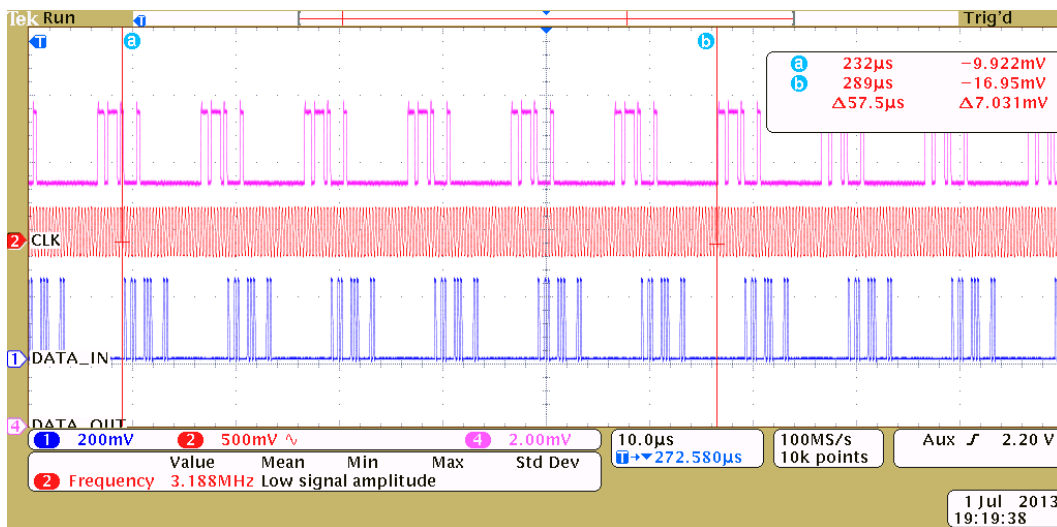 Tek Run Trig'd
T
T a b
a 232µs −9.922mV
b 289µs −16.95mV
Δ57.5µs Δ7.031mV
2 CLK
1 DATA_IN
4 DATA_OUT
1 200mV 2 500mV ∿ 4 2.00mV
10.0µs
T→▾272.580µs
100MS/s
10k points
Aux ƒ 2.20 V
Value Mean Min Max Std Dev
2 Frequency 3.188MHz Low signal amplitude
1 Jul 2013
19:19:38